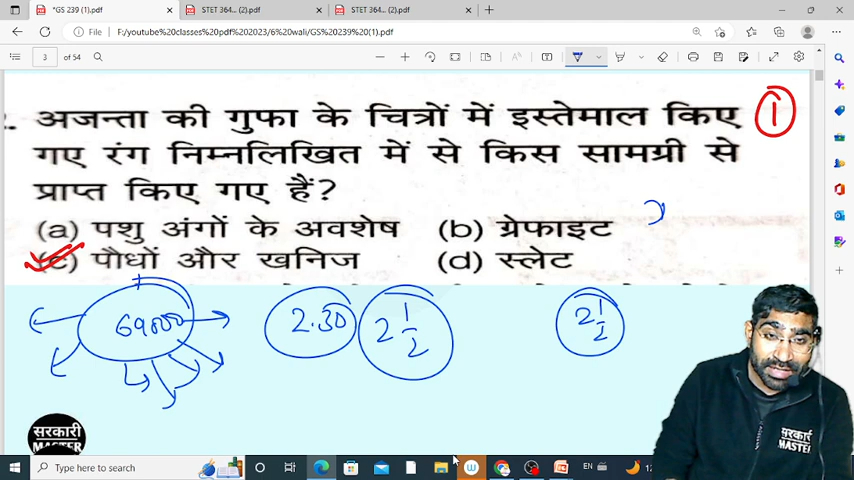 *GS 239 (1).pdf
STET 364... (2).pdf
STET 364... (2).pdf
File
F:/youtube classes pdf%202023/6%20wali/GS%20239%20(1).pdf
3 of 54
अजन्ता की गुफा के चित्रों में इस्तेमाल किए
1
गए रंग निम्नलिखित में से किस सामग्री से
प्राप्त किए गए हैं?
(a) पशु अंगों के अवशेष (b) ग्रेफाइट
(c) पौधों और खनिज (d) स्लेट
69000
2.30
2 1/2
2 1/2
सरकारी
MASTER
सरकारी
MASTER
Type here to search
EN